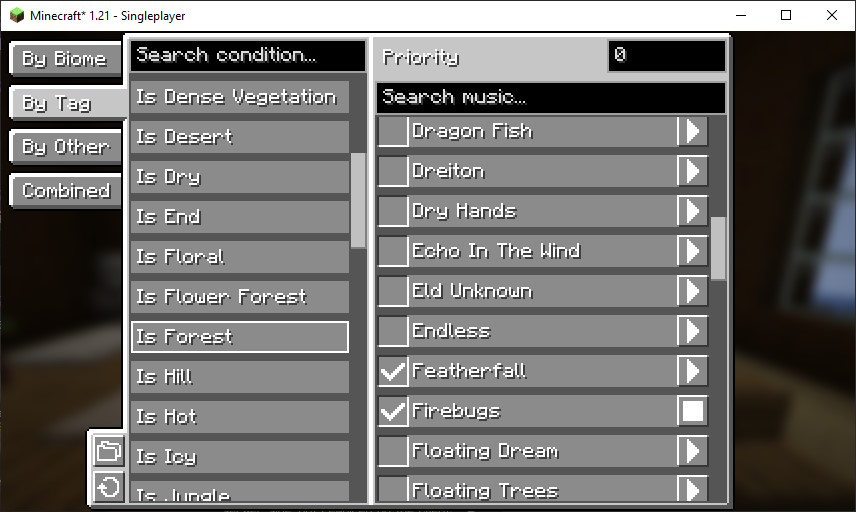 Minecraft* 1.21 - Singleplayer
By Biome
By Tag
By Other
Combined
Search condition...
Is Dense Vegetation
Is Desert
Is Dry
Is End
Is Floral
Is Flower Forest
Is Forest
Is Hill
Is Hot
Is Icy
Is Jungle
Priority
0
Search music...
Dragon Fish
Dreiton
Dry Hands
Echo In The Wind
Eld Unknown
Endless
Featherfall
Firebugs
Floating Dream
Floating Trees